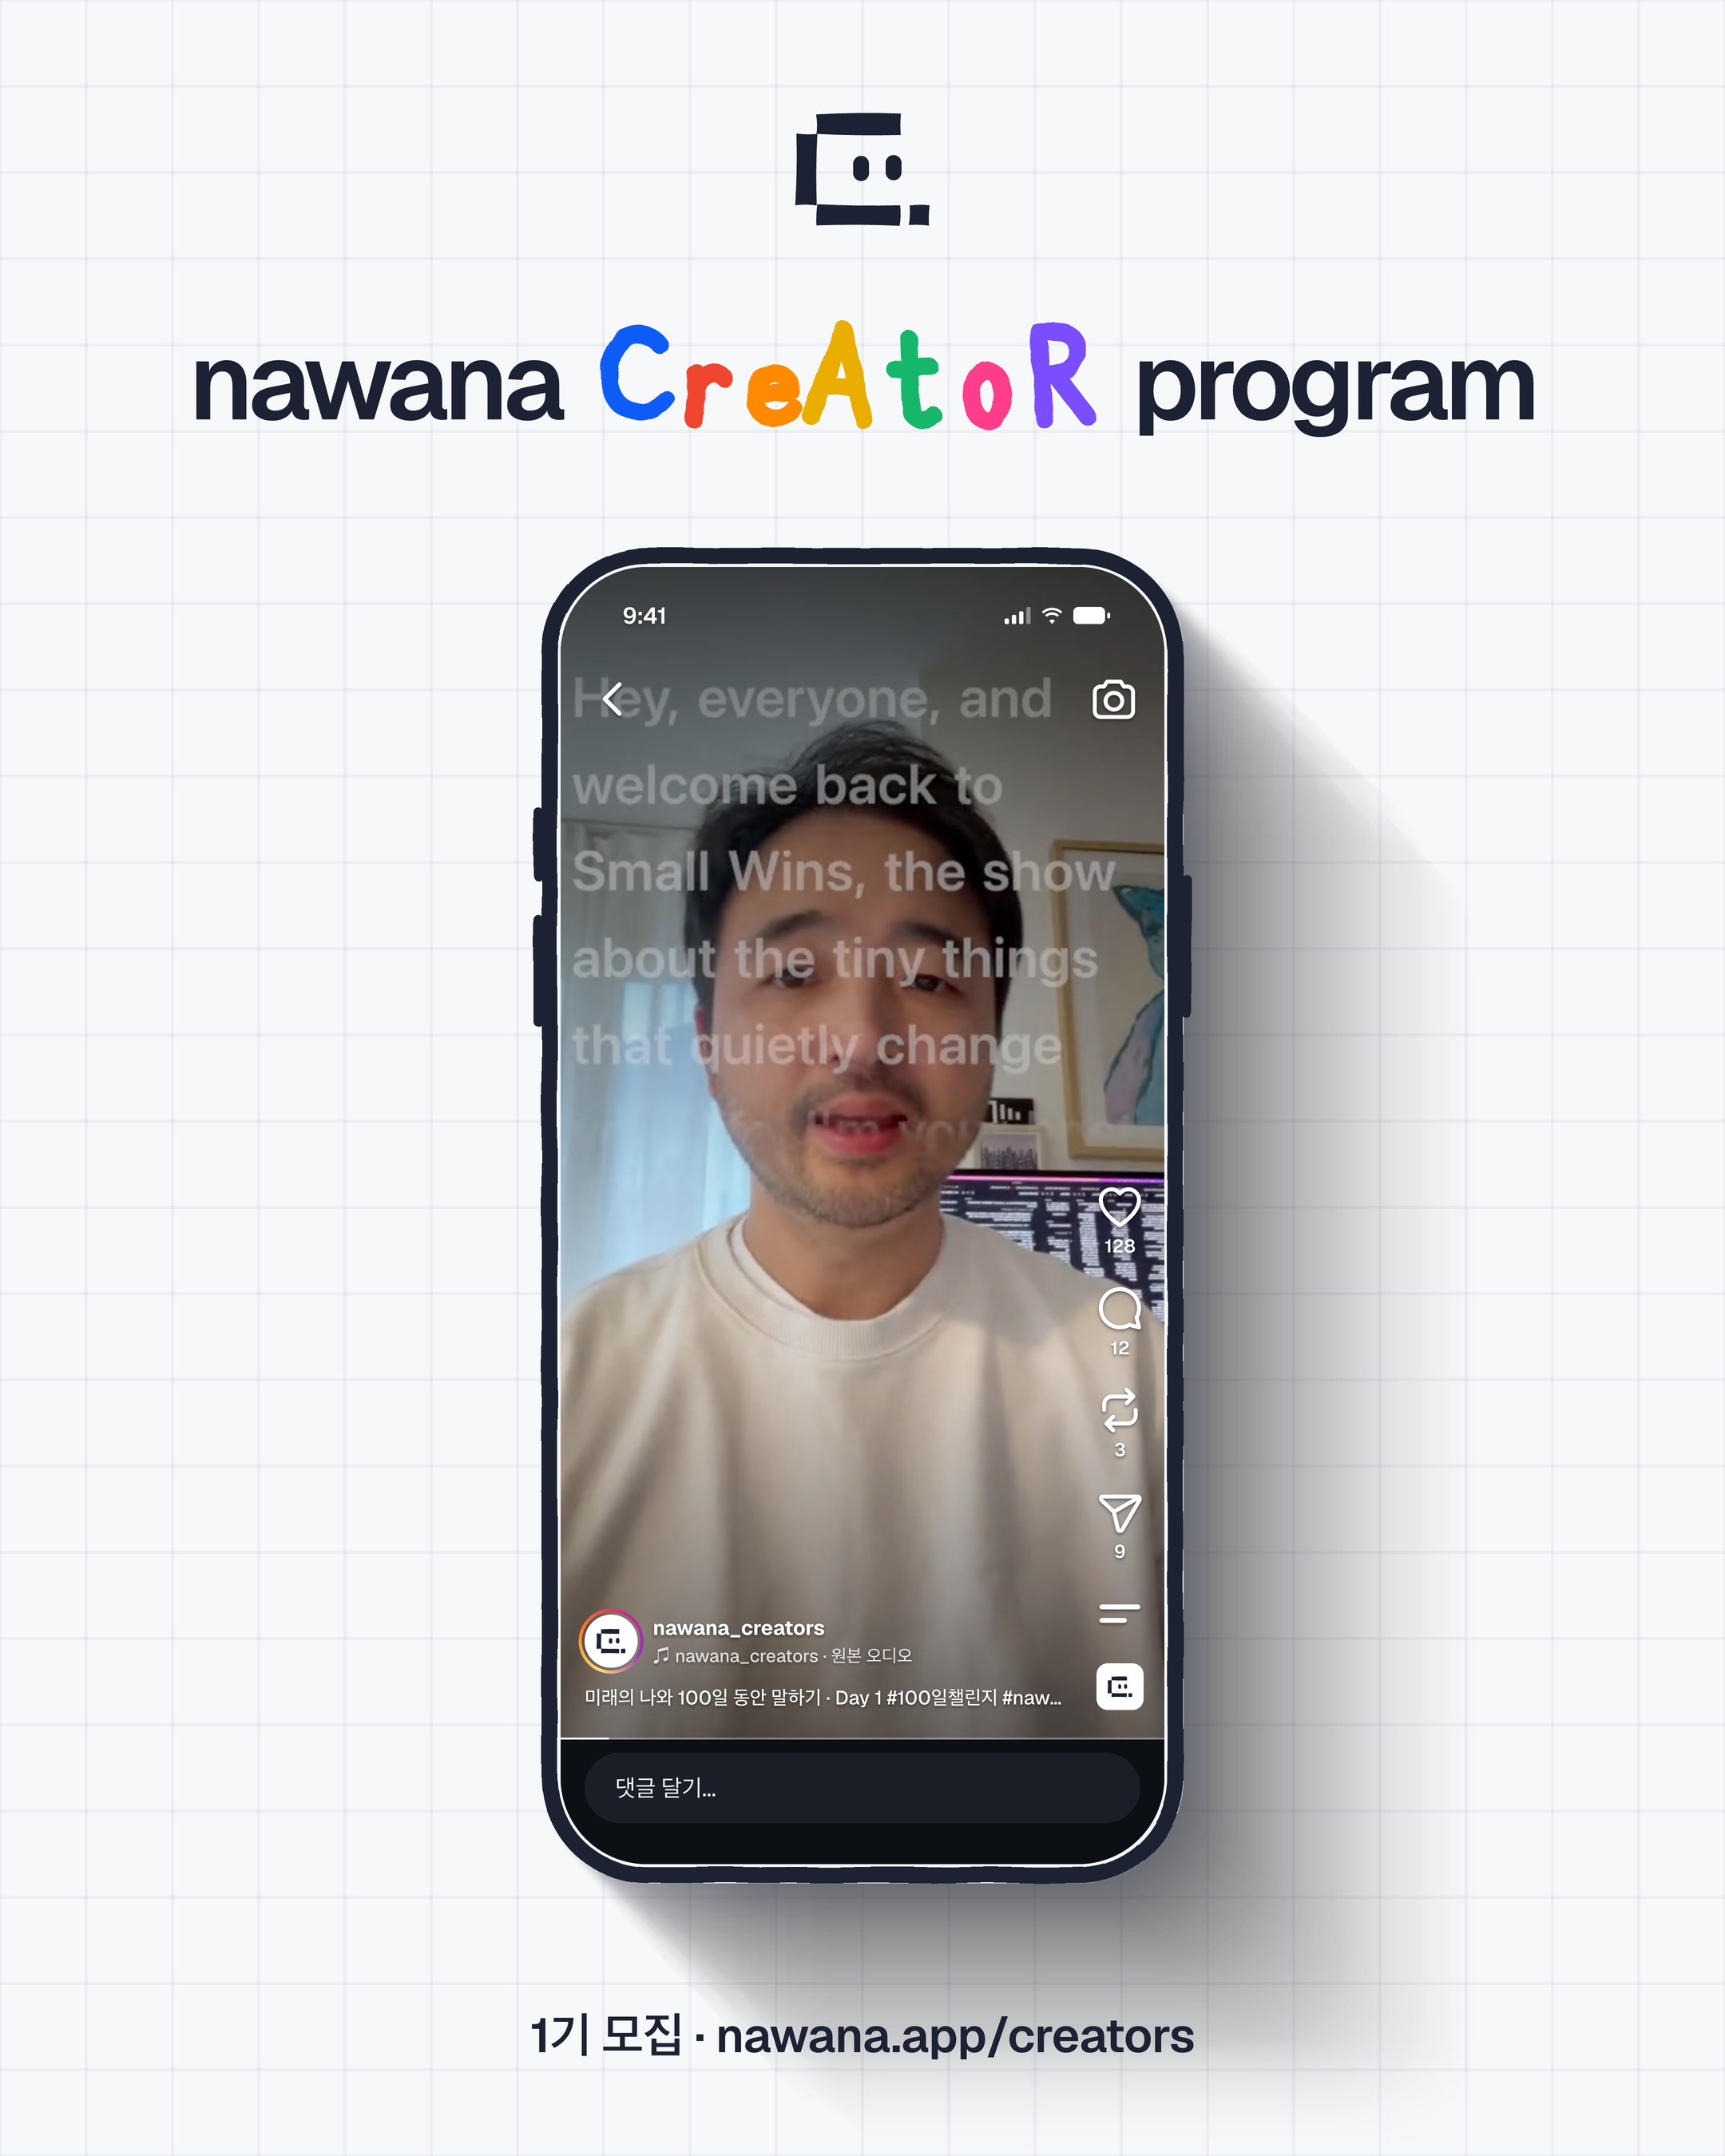 nawana CreAtoR program
9:41
Hey, everyone, and
welcome back to
Small Wins, the show
about the tiny things
that quietly change
128
12
3
9
nawana_creators
nawana_creators · 원본 오디오
미래의 나와 100일 동안 말하기 · Day 1 #100일챌린지 #naw...
댓글 달기...
1기 모집 · nawana.app/creators